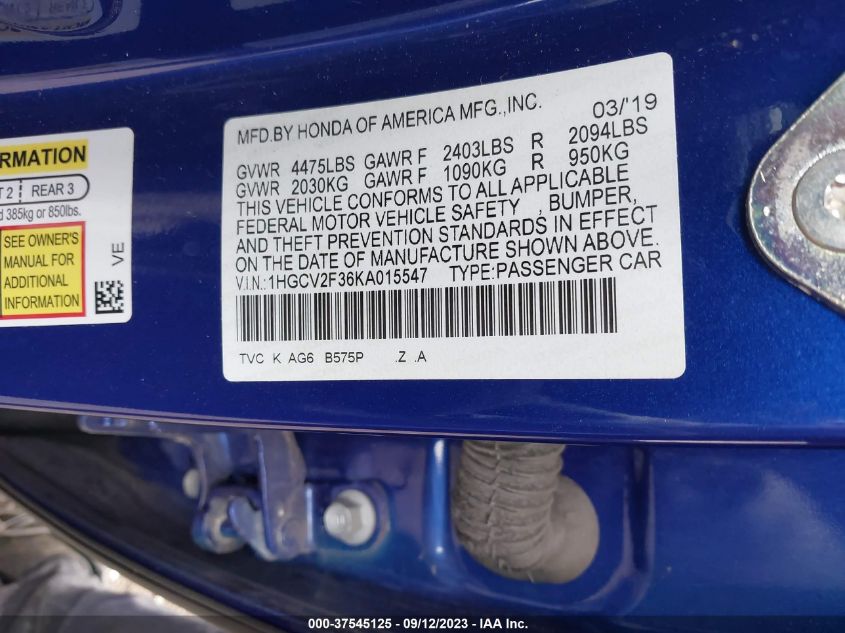 RMATION
T 2 REAR 3
d 385kg or 850lbs.
SEE OWNER'S
MANUAL FOR
ADDITIONAL
INFORMATION
VE
MFD.BY HONDA OF AMERICA MFG.,INC. 03/'19
GVWR 4475LBS GAWR F 2403LBS R 2094LBS
GVWR 2030KG GAWR F 1090KG R 950KG
THIS VEHICLE CONFORMS TO ALL APPLICABLE
FEDERAL MOTOR VEHICLE SAFETY , BUMPER,
AND THEFT PREVENTION STANDARDS IN EFFECT
ON THE DATE OF MANUFACTURE SHOWN ABOVE.
V.I.N.:1HGCV2F36KA015547 TYPE:PASSENGER CAR
TVC K AG6 B575P .Z .A
000-37545125 - 09/12/2023 - IAA Inc.